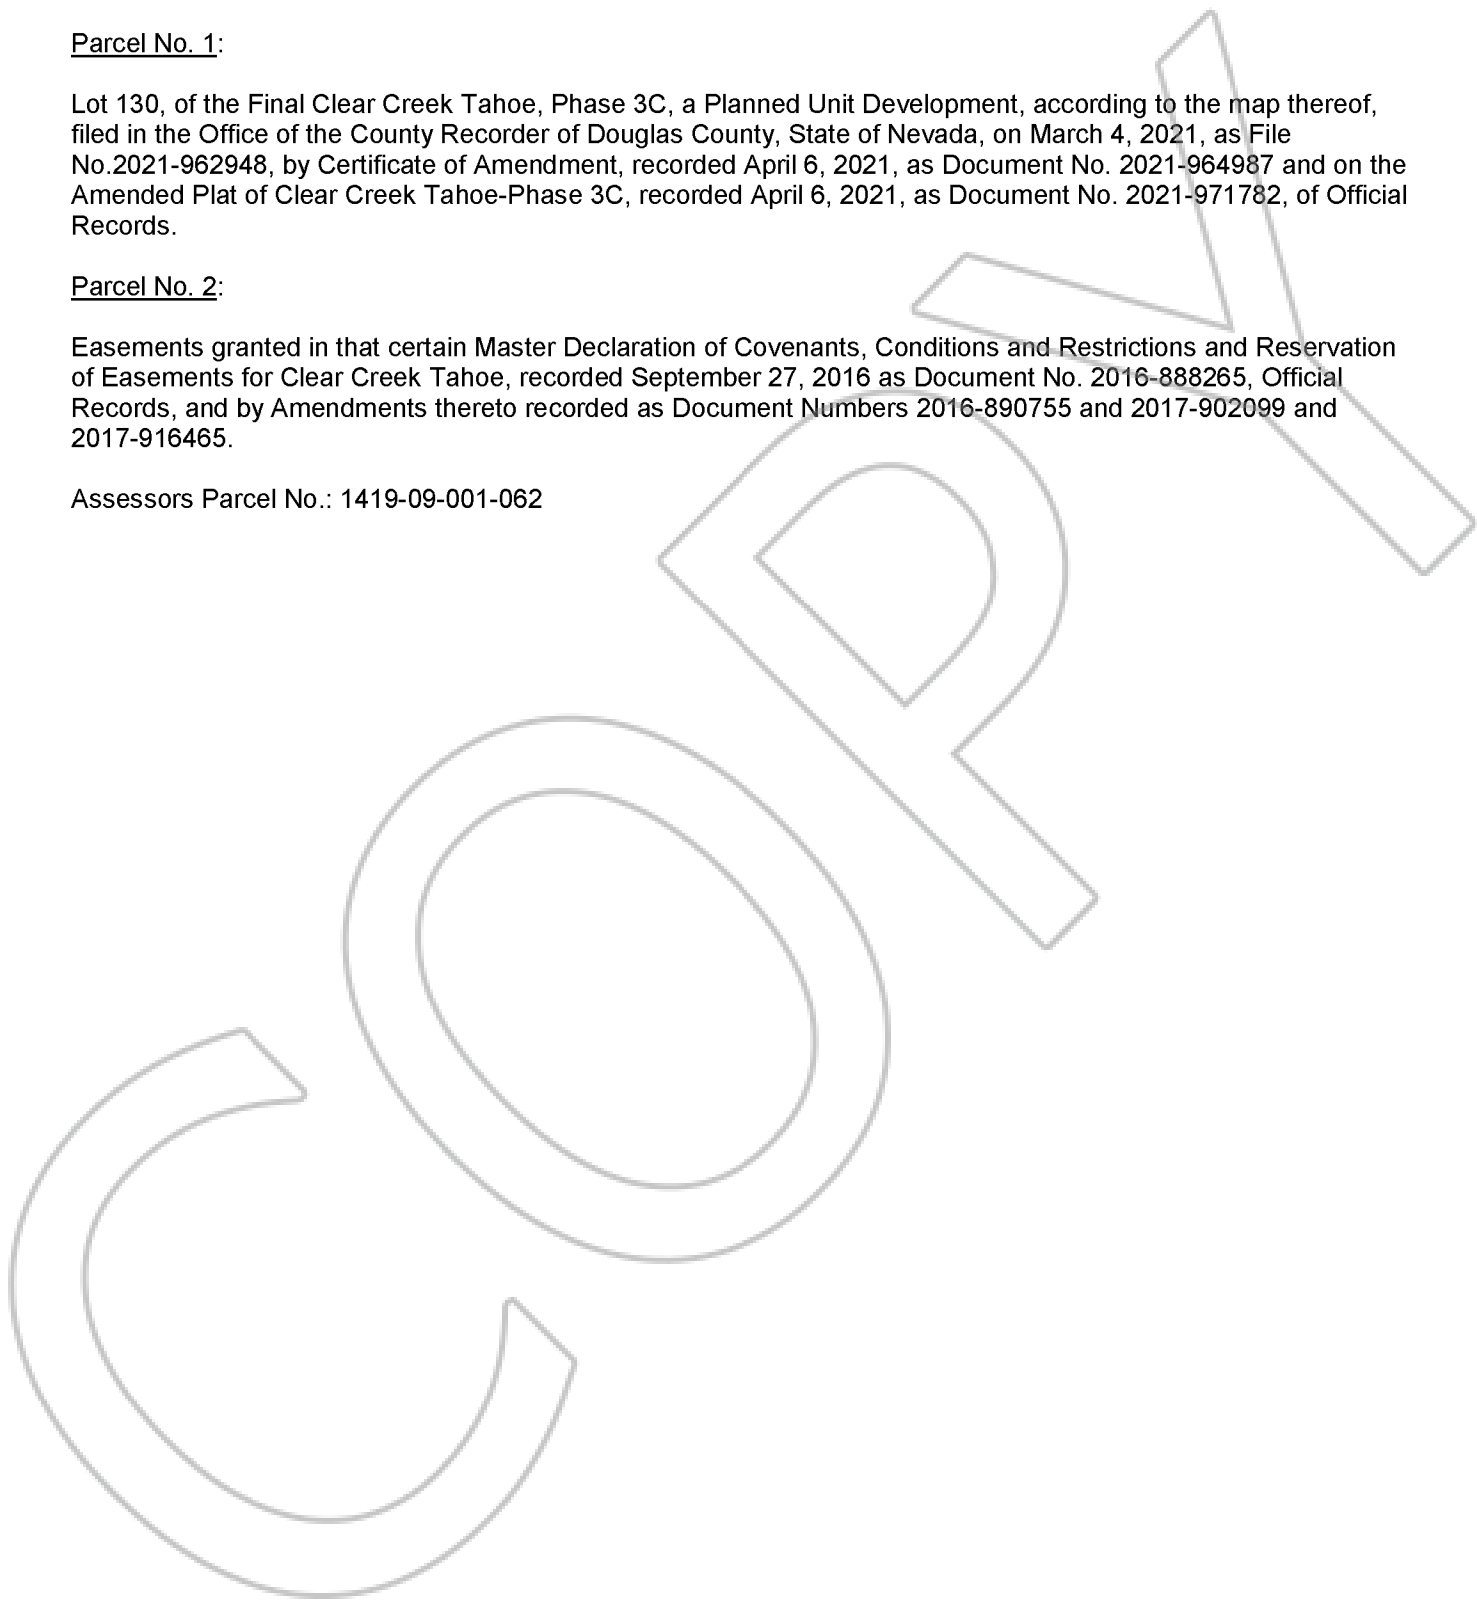 Parcel No. 1:
Lot 130, of the Final Clear Creek Tahoe, Phase 3C, a Planned Unit Development, according to the map thereof,
filed in the Office of the County Recorder of Douglas County, State of Nevada, on March 4, 2021, as File
No.2021-962948, by Certificate of Amendment, recorded April 6, 2021, as Document No. 2021-964987 and on the
Amended Plat of Clear Creek Tahoe-Phase 3C, recorded April 6, 2021, as Document No. 2021-971782, of Official
Records.
Parcel No. 2:
Easements granted in that certain Master Declaration of Covenants, Conditions and Restrictions and Reservation
of Easements for Clear Creek Tahoe, recorded September 27, 2016 as Document No. 2016-888265, Official
Records, and by Amendments thereto recorded as Document Numbers 2016-890755 and 2017-902099 and
2017-916465.
Assessors Parcel No.: 1419-09-001-062
COPY